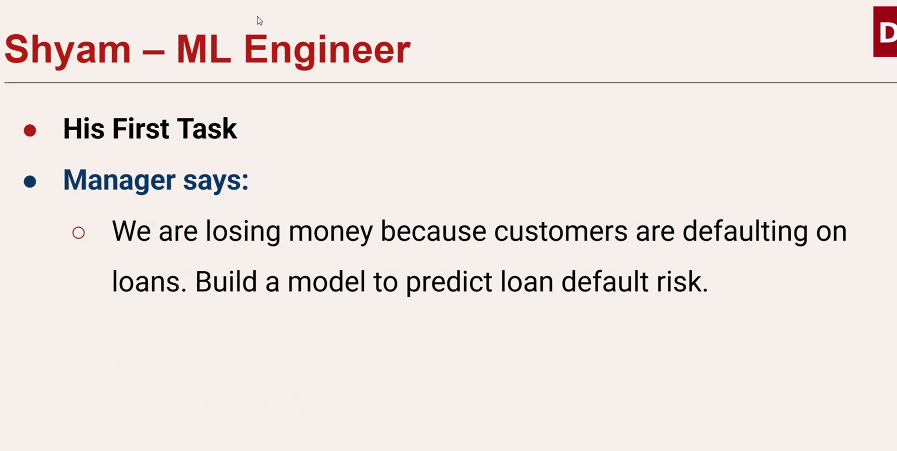 Shyam – ML Engineer
D
● His First Task
● Manager says:
○ We are losing money because customers are defaulting on
loans. Build a model to predict loan default risk.